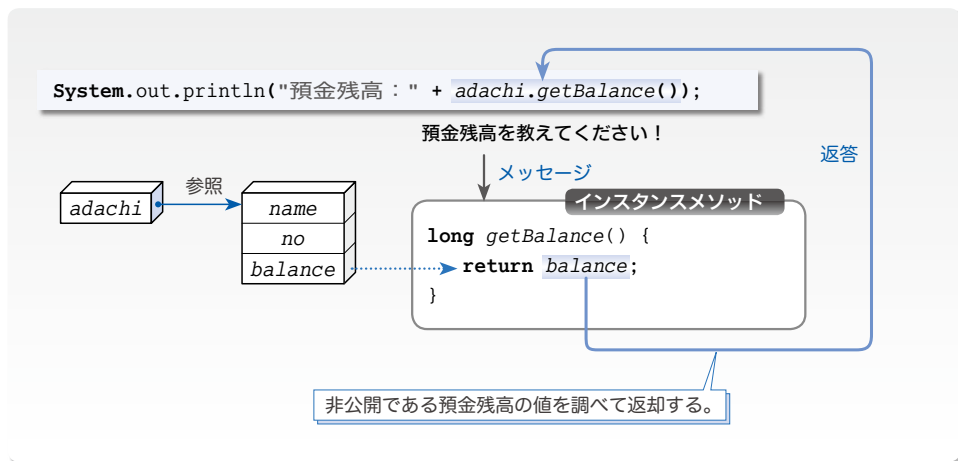 System.out.println("預金残高：" + adachi.getBalance());
預金残高を教えてください！
返答
メッセージ
参照
adachi
name
no
balance
インスタンスメソッド
long getBalance() {
return balance;
}
非公開である預金残高の値を調べて返却する。